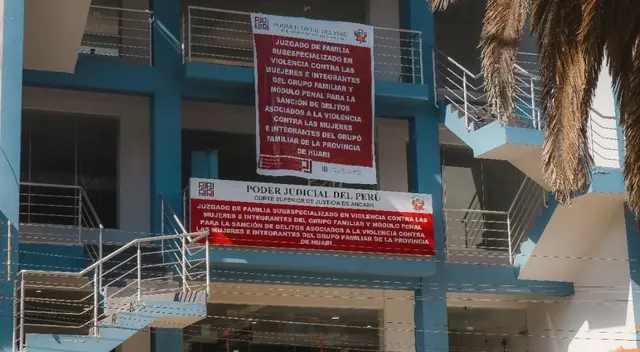 PODER JUDICIAL DEL PERÚ
JUZGADO DE FAMILIA
SUBESPECIALIZADO EN
VIOLENCIA CONTRA LAS
MUJERES E INTEGRANTES
DEL GRUPO FAMILIAR Y
MÓDULO PENAL PARA LA
SANCIÓN DE DELITOS
ASOCIADOS A LA VIOLENCIA
CONTRA LAS MUJERES
E INTEGRANTES DEL GRUPO
FAMILIAR DE LA PROVINCIA
DE HUARI
PODER JUDICIAL DEL PERÚ
CORTE SUPERIOR DE JUSTICIA DE ANCASH
JUZGADO DE FAMILIA SUBESPECIALIZADO EN VIOLENCIA CONTRA LAS
MUJERES E INTEGRANTES DEL GRUPO FAMILIAR Y MÓDULO PENAL
PARA LA SANCIÓN DE DELITOS ASOCIADOS A LA VIOLENCIA CONTRA
LAS MUJERES E INTEGRANTES DEL GRUPO FAMILIAR DE LA PROVINCIA
DE HUARI